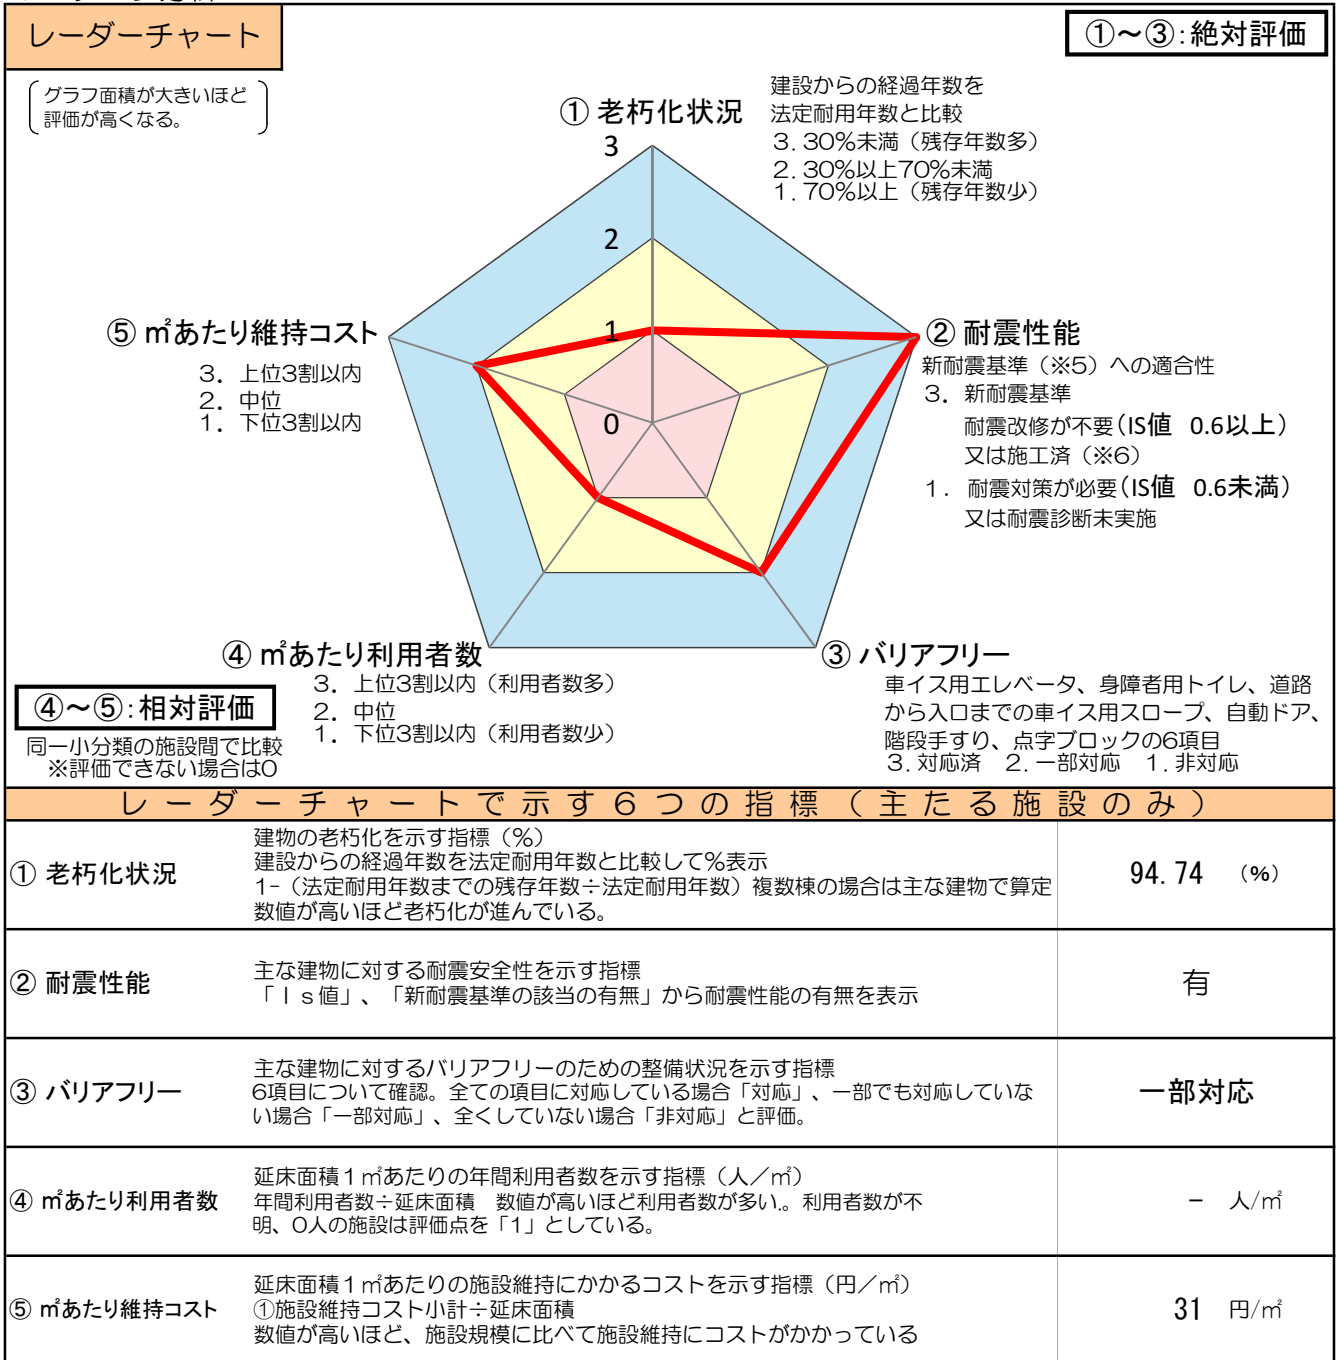 レーダーチャート
①～③:絶対評価
グラフ面積が大きいほど
評価が高くなる。
① 老朽化状況
建設からの経過年数を
法定耐用年数と比較
3. 30%未満（残存年数多）
2. 30%以上70%未満
1. 70%以上（残存年数少）
3
2
1
0
② 耐震性能
新耐震基準（※5）への適合性
3. 新耐震基準
耐震改修が不要(IS値 0.6以上)
又は施工済（※6）
1. 耐震対策が必要(IS値 0.6未満)
又は耐震診断未実施
⑤ ㎡あたり維持コスト
3. 上位3割以内
2. 中位
1. 下位3割以内
④ ㎡あたり利用者数
3. 上位3割以内（利用者数多）
2. 中位
1. 下位3割以内（利用者数少）
③ バリアフリー
車イス用エレベータ、身障者用トイレ、道路
から入口までの車イス用スロープ、自動ドア、
階段手すり、点字ブロックの6項目
3. 対応済 2. 一部対応 1. 非対応
④～⑤:相対評価
同一小分類の施設間で比較
※評価できない場合は0
レーダーチャートで示す６つの指標（主たる施設のみ）
① 老朽化状況
建物の老朽化を示す指標（%）
建設からの経過年数を法定耐用年数と比較して%表示
1-（法定耐用年数までの残存年数÷法定耐用年数）複数棟の場合は主な建物で算定
数値が高いほど老朽化が進んでいる。
94.74 (%)
② 耐震性能
主な建物に対する耐震安全性を示す指標
「Ｉｓ値」、「新耐震基準の該当の有無」から耐震性能の有無を表示
有
③ バリアフリー
主な建物に対するバリアフリーのための整備状況を示す指標
6項目について確認。全ての項目に対応している場合「対応」、一部でも対応していな
い場合「一部対応」、全くしていない場合「非対応」と評価。
一部対応
④ ㎡あたり利用者数
延床面積１㎡あたりの年間利用者数を示す指標（人／㎡）
年間利用者数÷延床面積 数値が高いほど利用者数が多い。利用者数が不
明、0人の施設は評価点を「1」としている。
－ 人/㎡
⑤ ㎡あたり維持コスト
延床面積１㎡あたりの施設維持にかかるコストを示す指標（円／㎡）
①施設維持コスト小計÷延床面積
数値が高いほど、施設規模に比べて施設維持にコストがかかっている
31 円/㎡